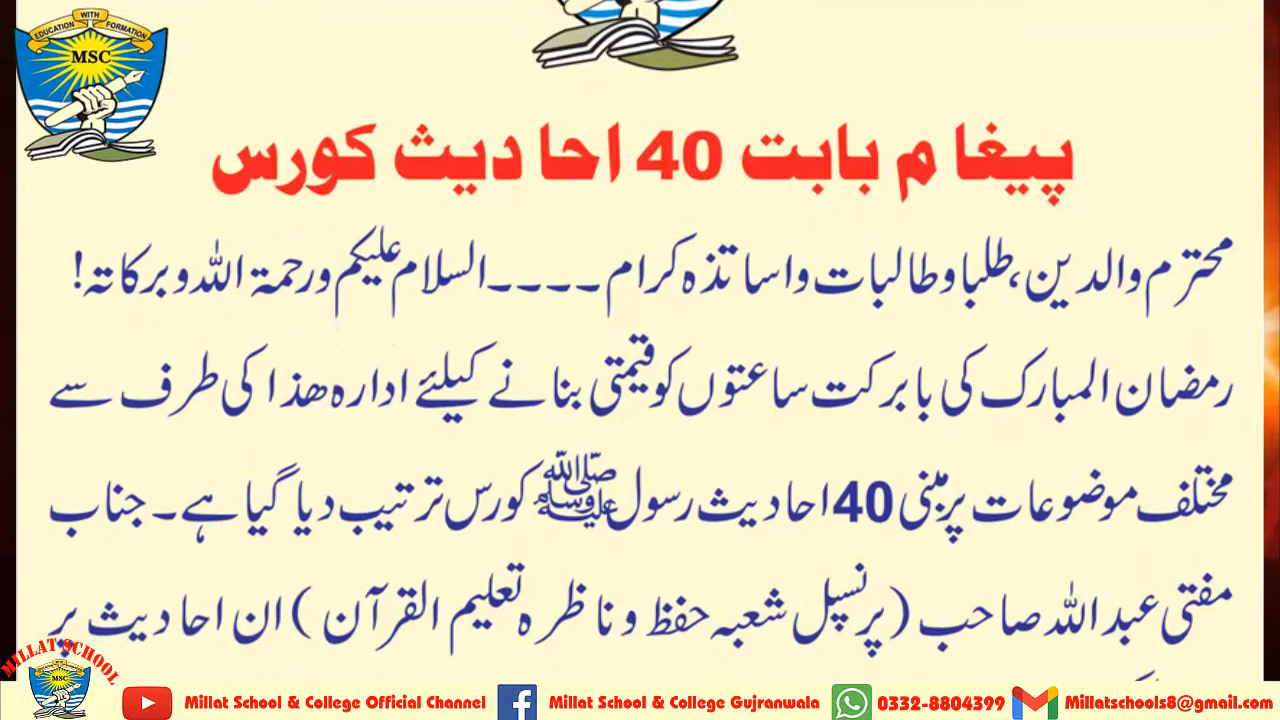 EDUCATION WITH FORMATION
MSC
پیغام بابت 40 احادیث کورس
محترم والدین، طلبا و طالبات واساتذہ کرام ۔۔۔۔ السلام علیکم ورحمۃ اللہ وبرکاتہ!
رمضان المبارک کی بابرکت ساعتوں کو قیمتی بنانے کیلئے ادارہ ھذا کی طرف سے
مختلف موضوعات پر مبنی 40 احادیث رسول ﷺ کورس ترتیب دیا گیا ہے۔ جناب
مفتی عبداللہ صاحب (پرنسپل شعبہ حفظ و ناظرہ تعلیم القرآن) ان احادیث پر
MILLAT SCHOOL
MSC
Millat School & College Official Channel Millat School & College Gujranwala 0332-8804399 Millatschools8@gmail.com